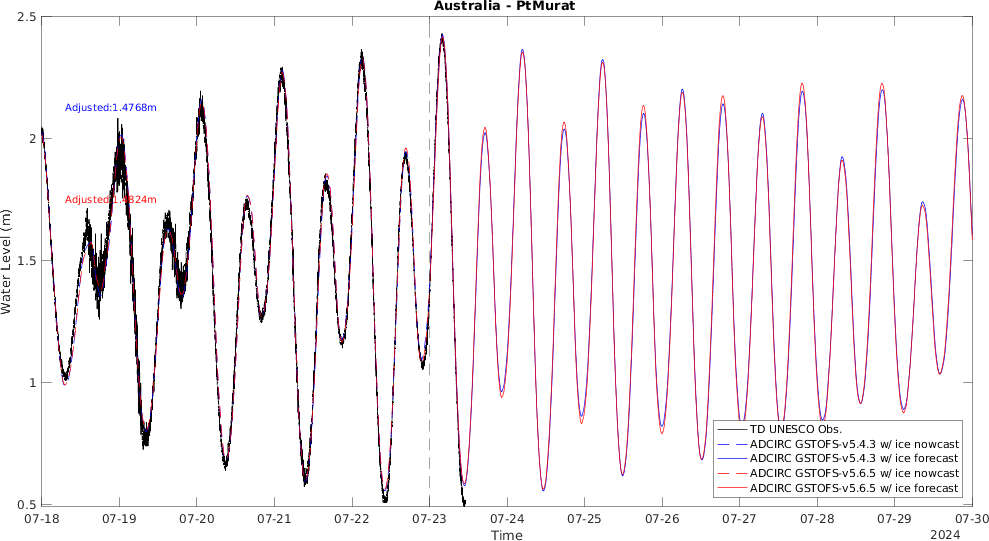 Australia - PtMurat
2.5
2
1.5
1
0.5
Water Level (m)
Adjusted:1.4768m
Adjusted:1.4824m
TD UNESCO Obs.
ADCIRC GSTOFS-v5.4.3 w/ ice nowcast
ADCIRC GSTOFS-v5.4.3 w/ ice forecast
ADCIRC GSTOFS-v5.6.5 w/ ice nowcast
ADCIRC GSTOFS-v5.6.5 w/ ice forecast
07-18 07-19 07-20 07-21 07-22 07-23 07-24 07-25 07-26 07-27 07-28 07-29 07-30
Time
2024